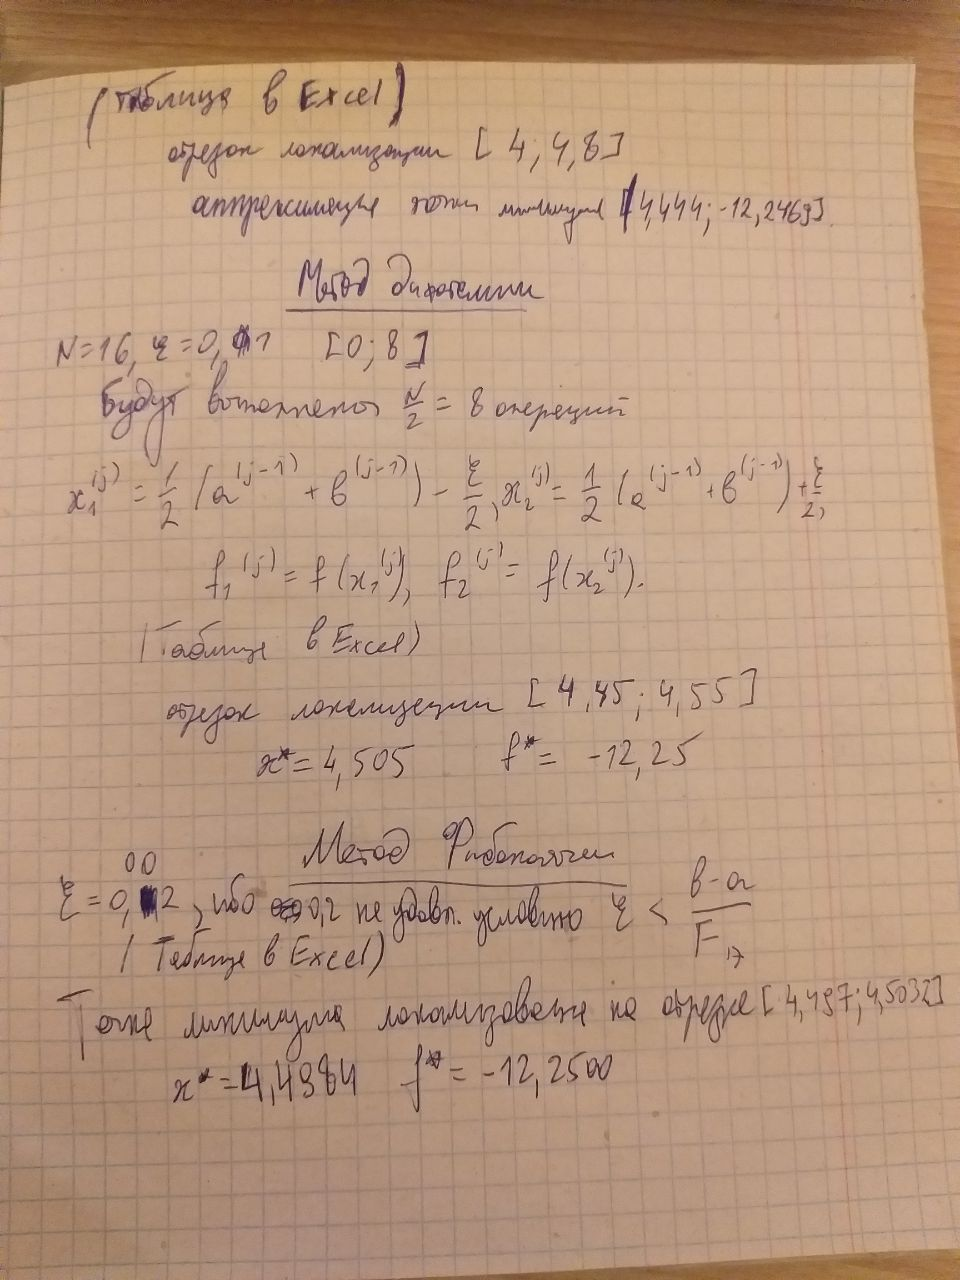 (Таблица в Excel)
отрезок локализации [4; 4,8]
аппроксимация точки минимума [4,444; -12,2469].
Метод дихотомии
N=16, ξ=0,1 [0; 8]
Будут выполнены N/2 = 8 операций
x₁⁽ʲ⁾ = 1/2 (a⁽ʲ⁻¹⁾ + b⁽ʲ⁻¹⁾) - ξ/2, x₂⁽ʲ⁾ = 1/2 (a⁽ʲ⁻¹⁾ + b⁽ʲ⁻¹⁾) + ξ/2,
f₁⁽ʲ⁾ = f(x₁⁽ʲ⁾), f₂⁽ʲ⁾ = f(x₂⁽ʲ⁾).
(Таблица в Excel)
отрезок локализации [4,45; 4,55]
x* = 4,505 f* = -12,25
Метод Фибоначчи
ξ = 0,002, ибо 0,2 не удовл. условию ξ < (b-a)/F₁₇
(Таблица в Excel)
Точка минимума локализована на отрезке [4,497; 4,5032]
x* = 4,4984 f* = -12,2500